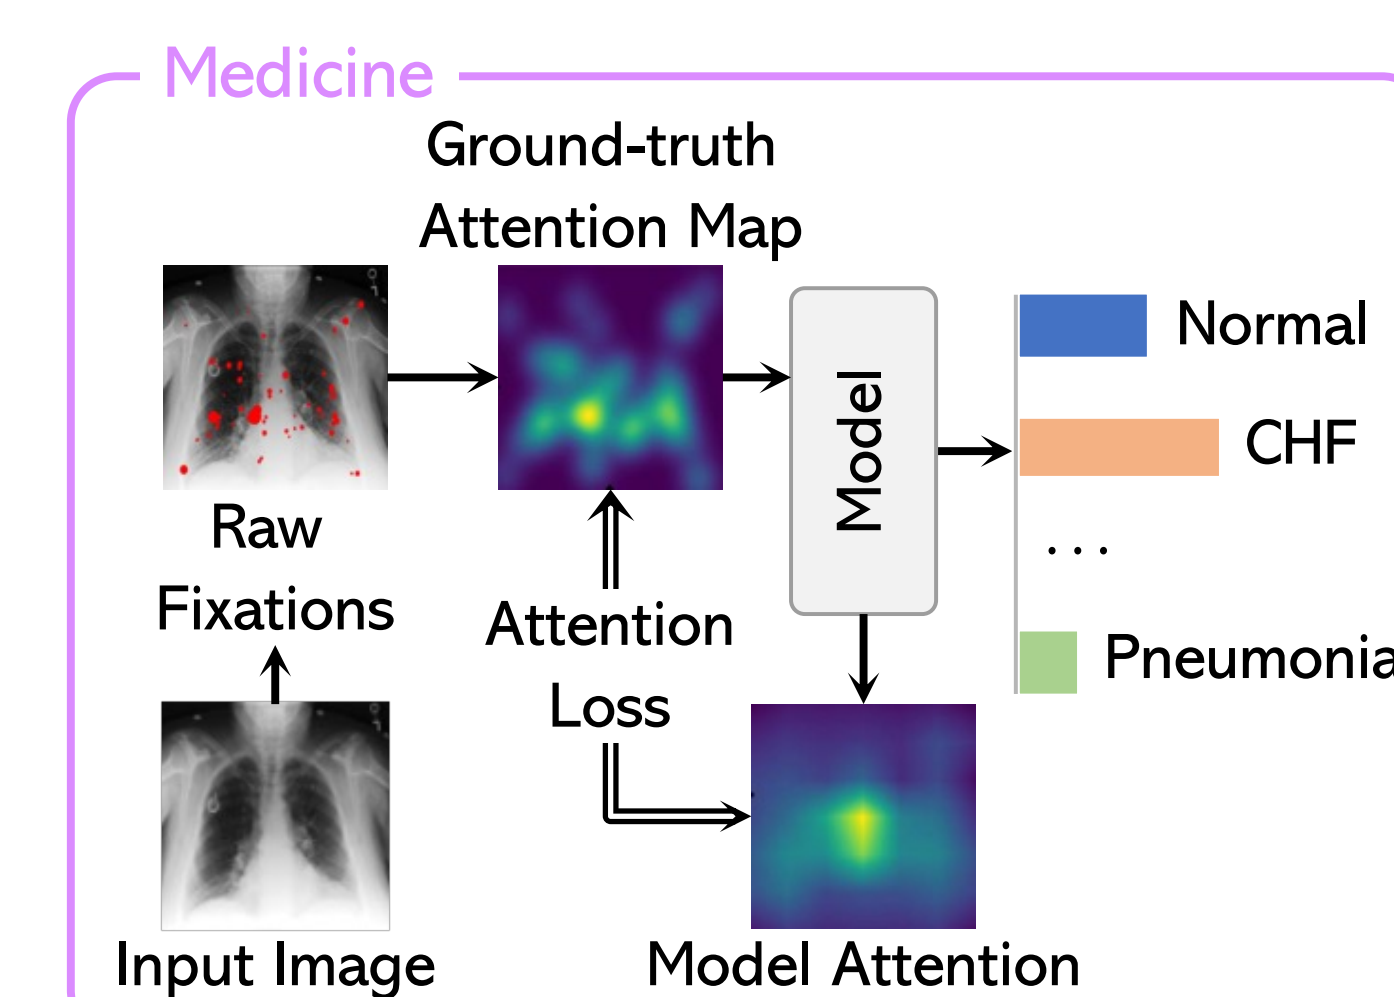 Medicine
Ground-truth
Attention Map
Raw
Fixations
Model
Normal
CHF
...
Pneumonia
Attention
Loss
Input Image
Model Attention